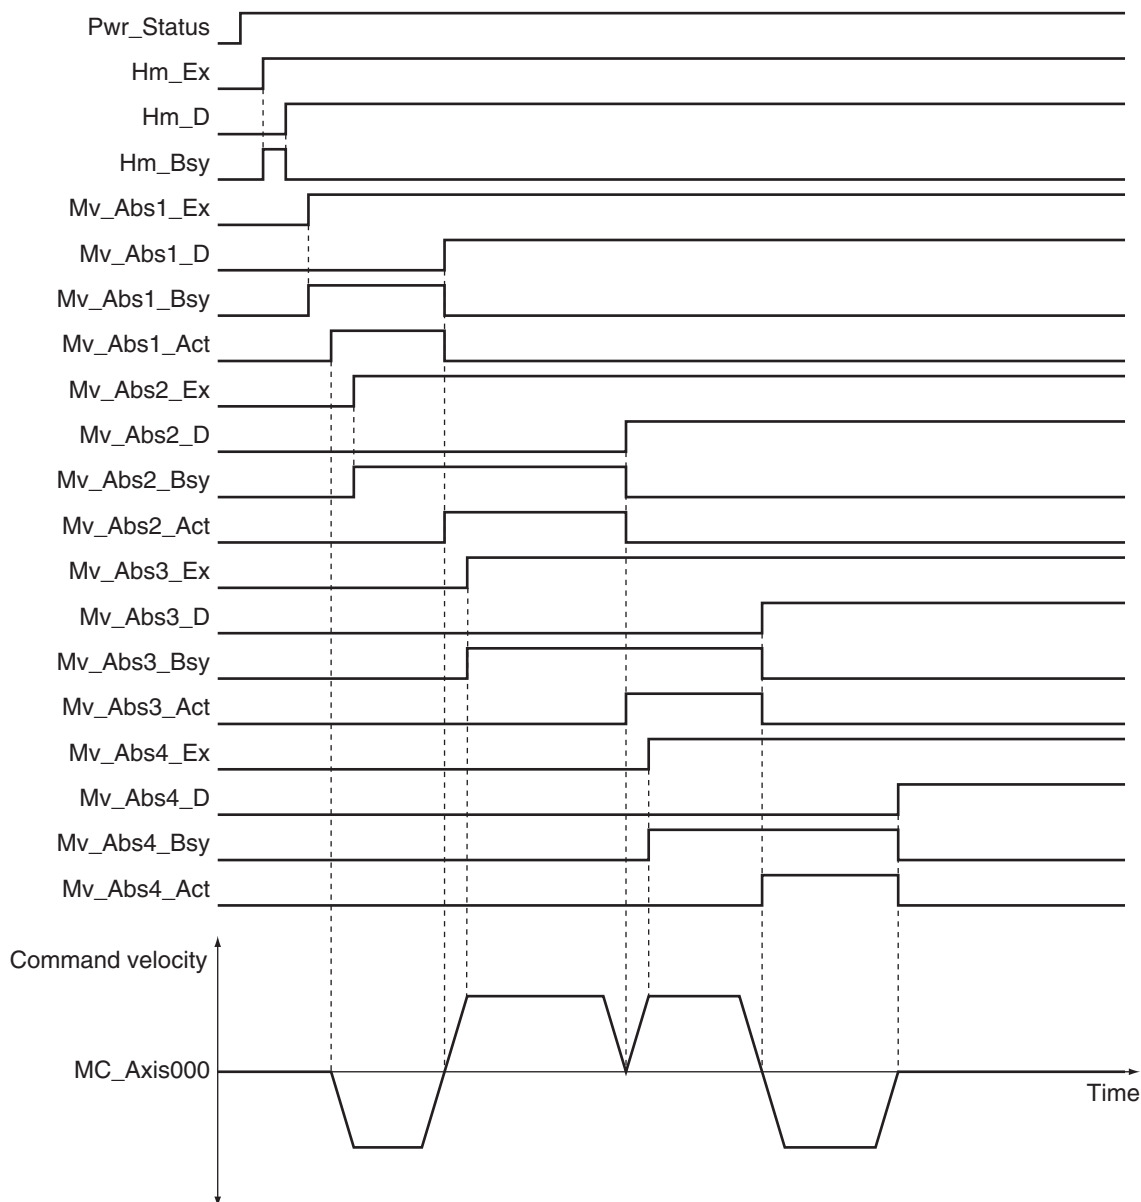 Pwr_Status
Hm_Ex
Hm_D
Hm_Bsy
Mv_Abs1_Ex
Mv_Abs1_D
Mv_Abs1_Bsy
Mv_Abs1_Act
Mv_Abs2_Ex
Mv_Abs2_D
Mv_Abs2_Bsy
Mv_Abs2_Act
Mv_Abs3_Ex
Mv_Abs3_D
Mv_Abs3_Bsy
Mv_Abs3_Act
Mv_Abs4_Ex
Mv_Abs4_D
Mv_Abs4_Bsy
Mv_Abs4_Act
Command velocity
MC_Axis000
Time